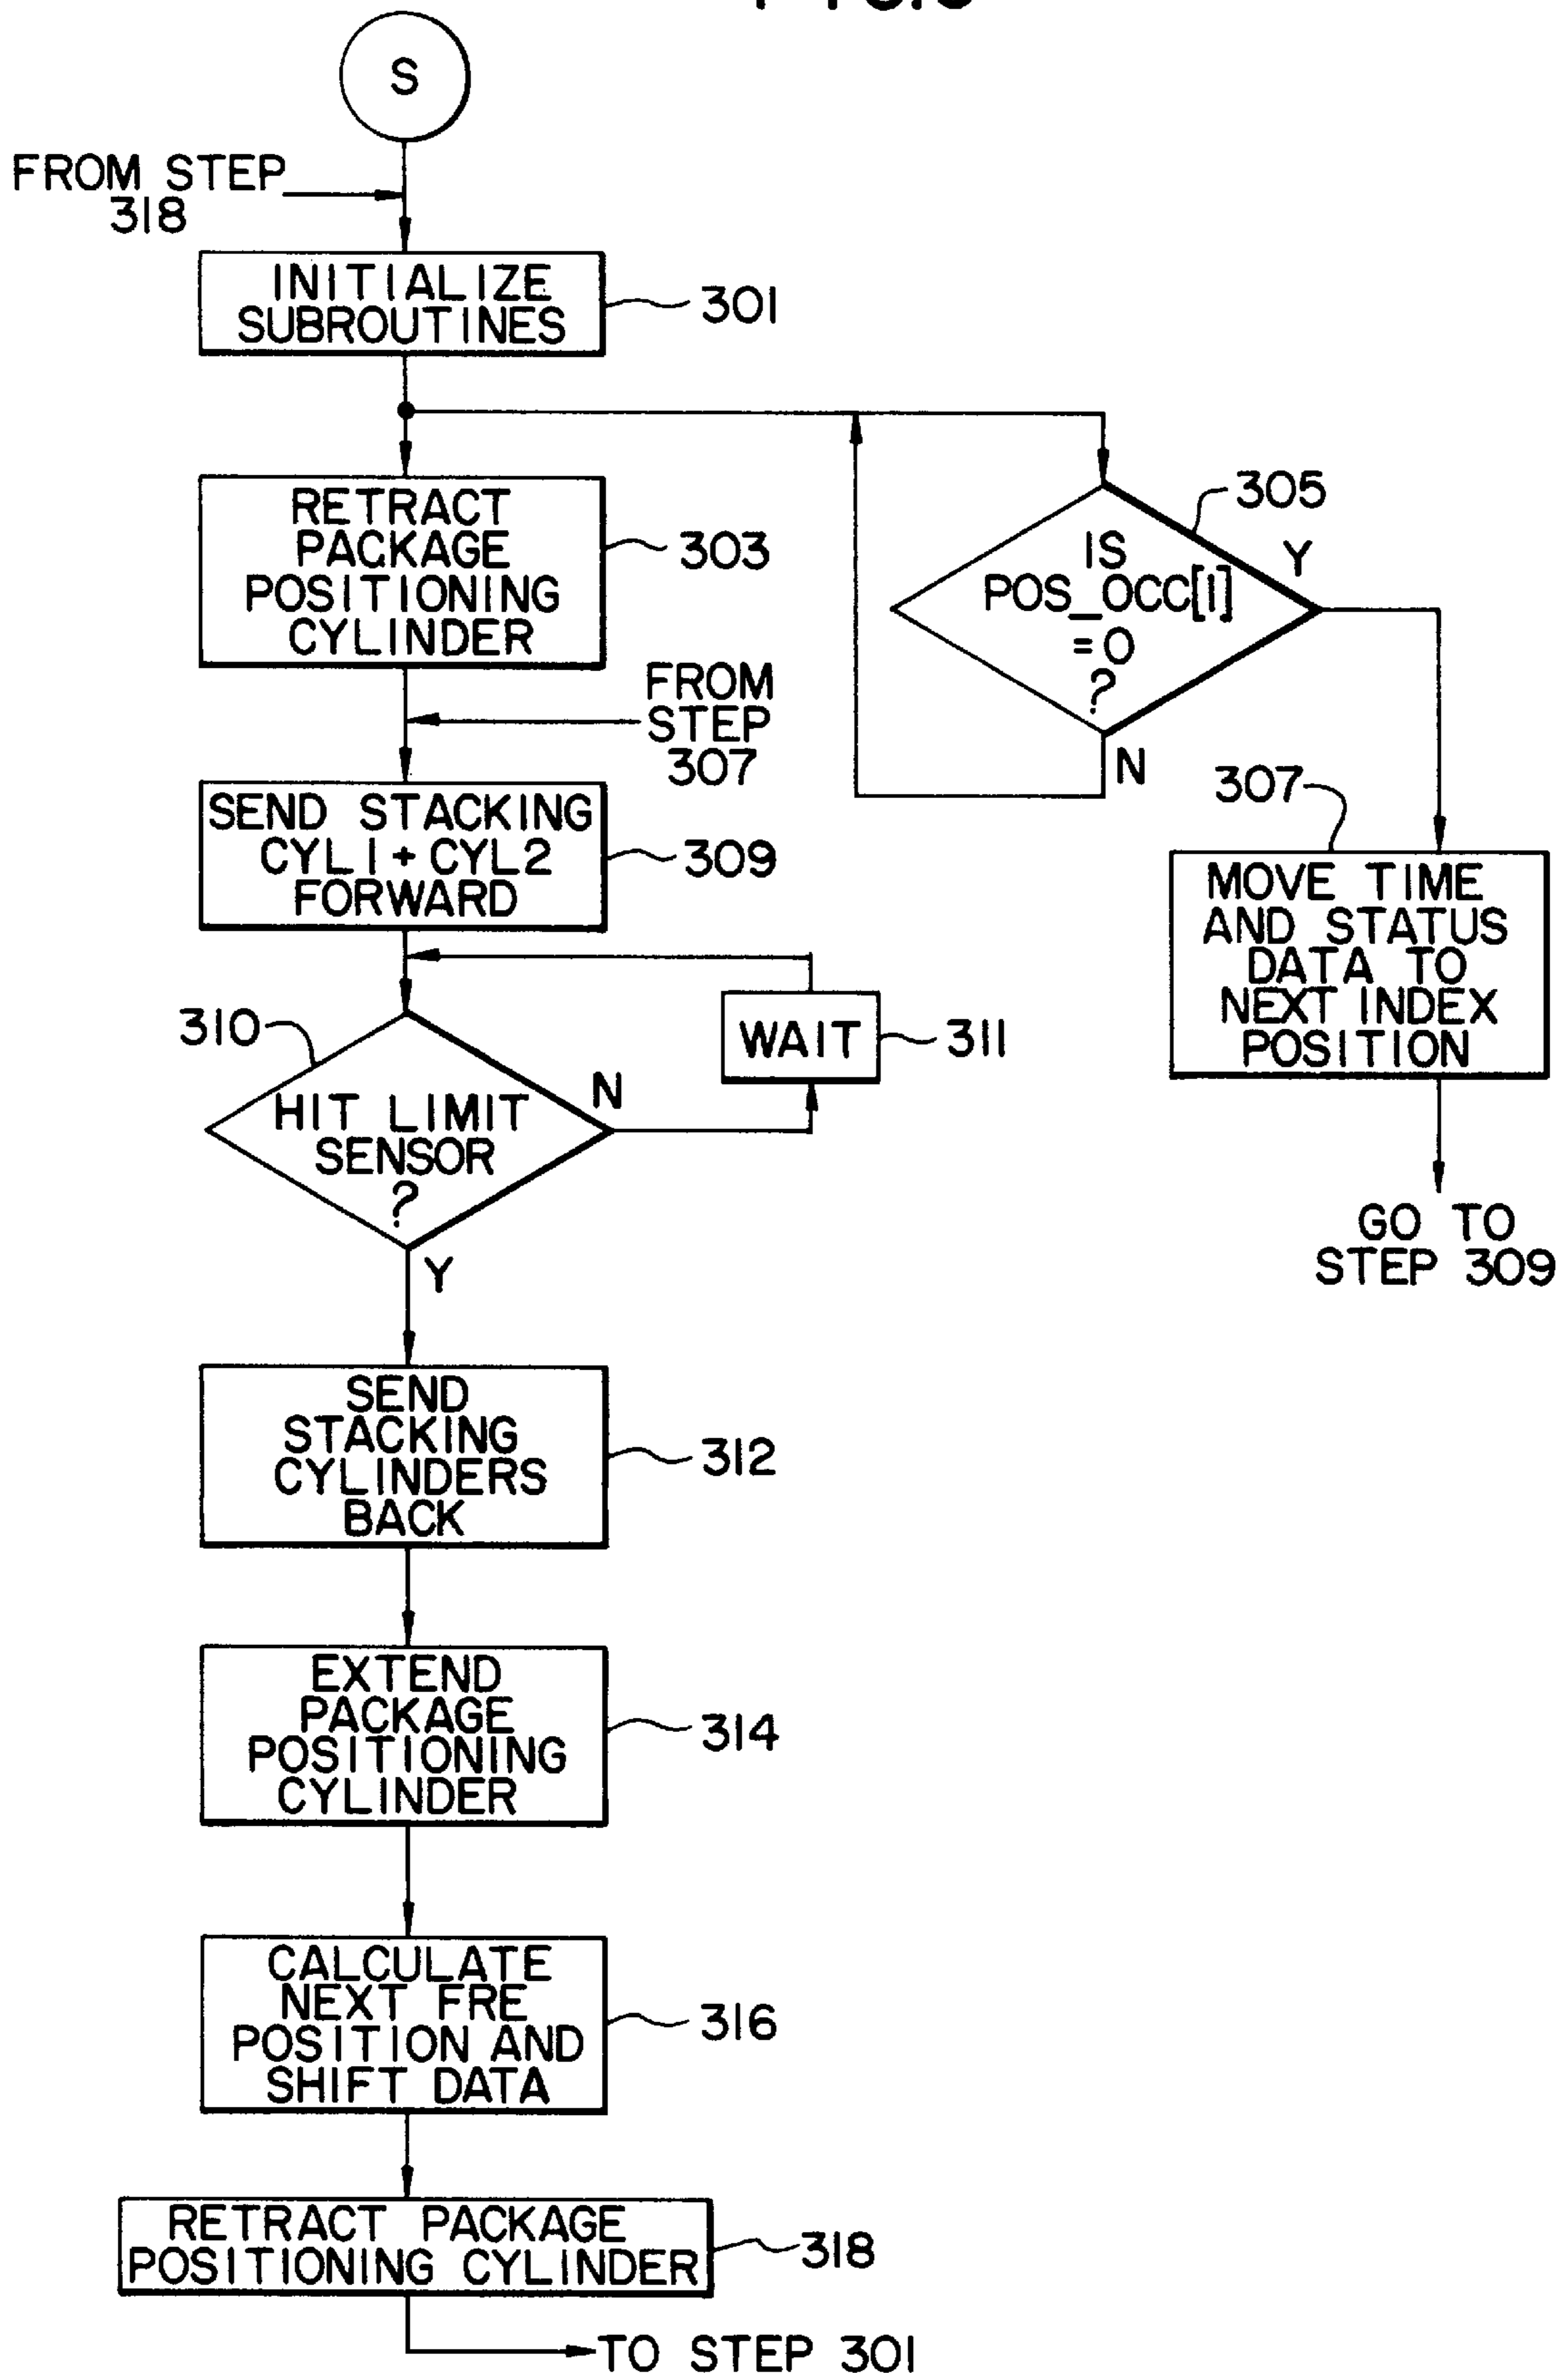 S
FROM STEP
318
INITIALIZE
SUBROUTINES
301
RETRACT
PACKAGE
POSITIONING
CYLINDER
303
IS
POS_OCC[1]
=0
?
305
Y
N
FROM
STEP
307
SEND STACKING
CYL1 + CYL2
FORWARD
309
307
MOVE TIME
AND STATUS
DATA TO
NEXT INDEX
POSITION
GO TO
STEP 309
310
HIT LIMIT
SENSOR
?
N
Y
WAIT
311
SEND
STACKING
CYLINDERS
BACK
312
EXTEND
PACKAGE
POSITIONING
CYLINDER
314
CALCULATE
NEXT FRE
POSITION AND
SHIFT DATA
316
RETRACT PACKAGE
POSITIONING CYLINDER
318
TO STEP 301